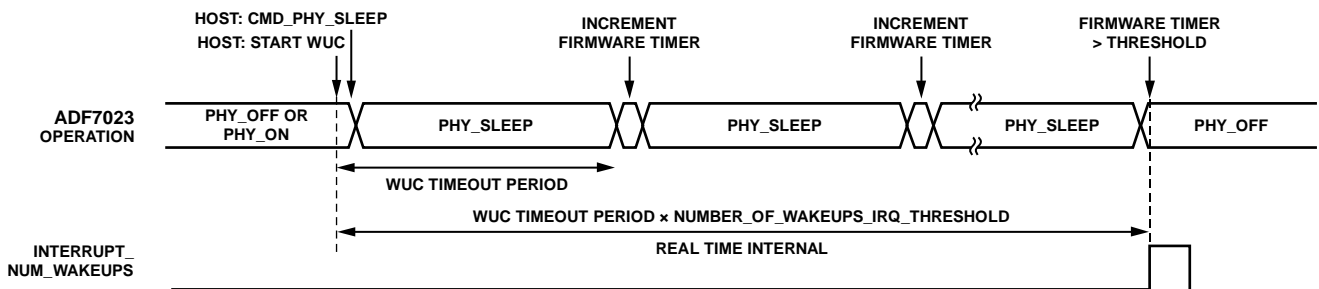 HOST: CMD_PHY_SLEEP
HOST: START WUC
INCREMENT
FIRMWARE TIMER
INCREMENT
FIRMWARE TIMER
FIRMWARE TIMER
> THRESHOLD
ADF7023
OPERATION
PHY_OFF OR
PHY_ON
PHY_SLEEP
PHY_SLEEP
PHY_SLEEP
PHY_OFF
WUC TIMEOUT PERIOD
WUC TIMEOUT PERIOD × NUMBER_OF_WAKEUPS_IRQ_THRESHOLD
REAL TIME INTERNAL
INTERRUPT_
NUM_WAKEUPS